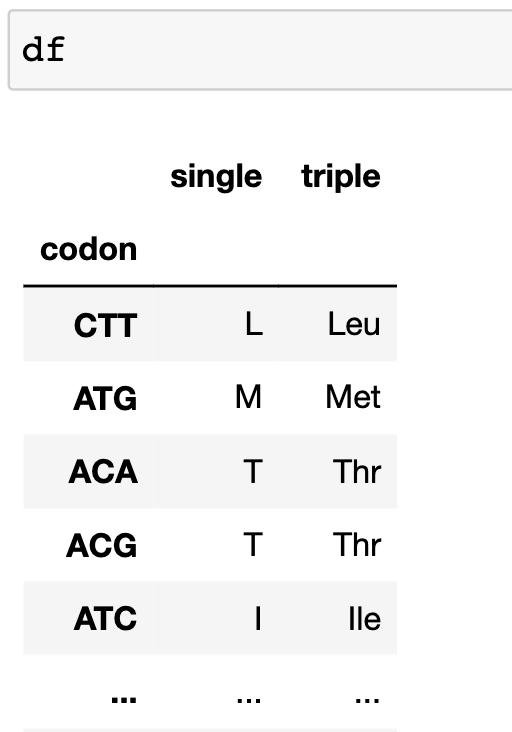 df
single triple
codon
CTT L Leu
ATG M Met
ACA T Thr
ACG T Thr
ATC I Ile
... ... ...